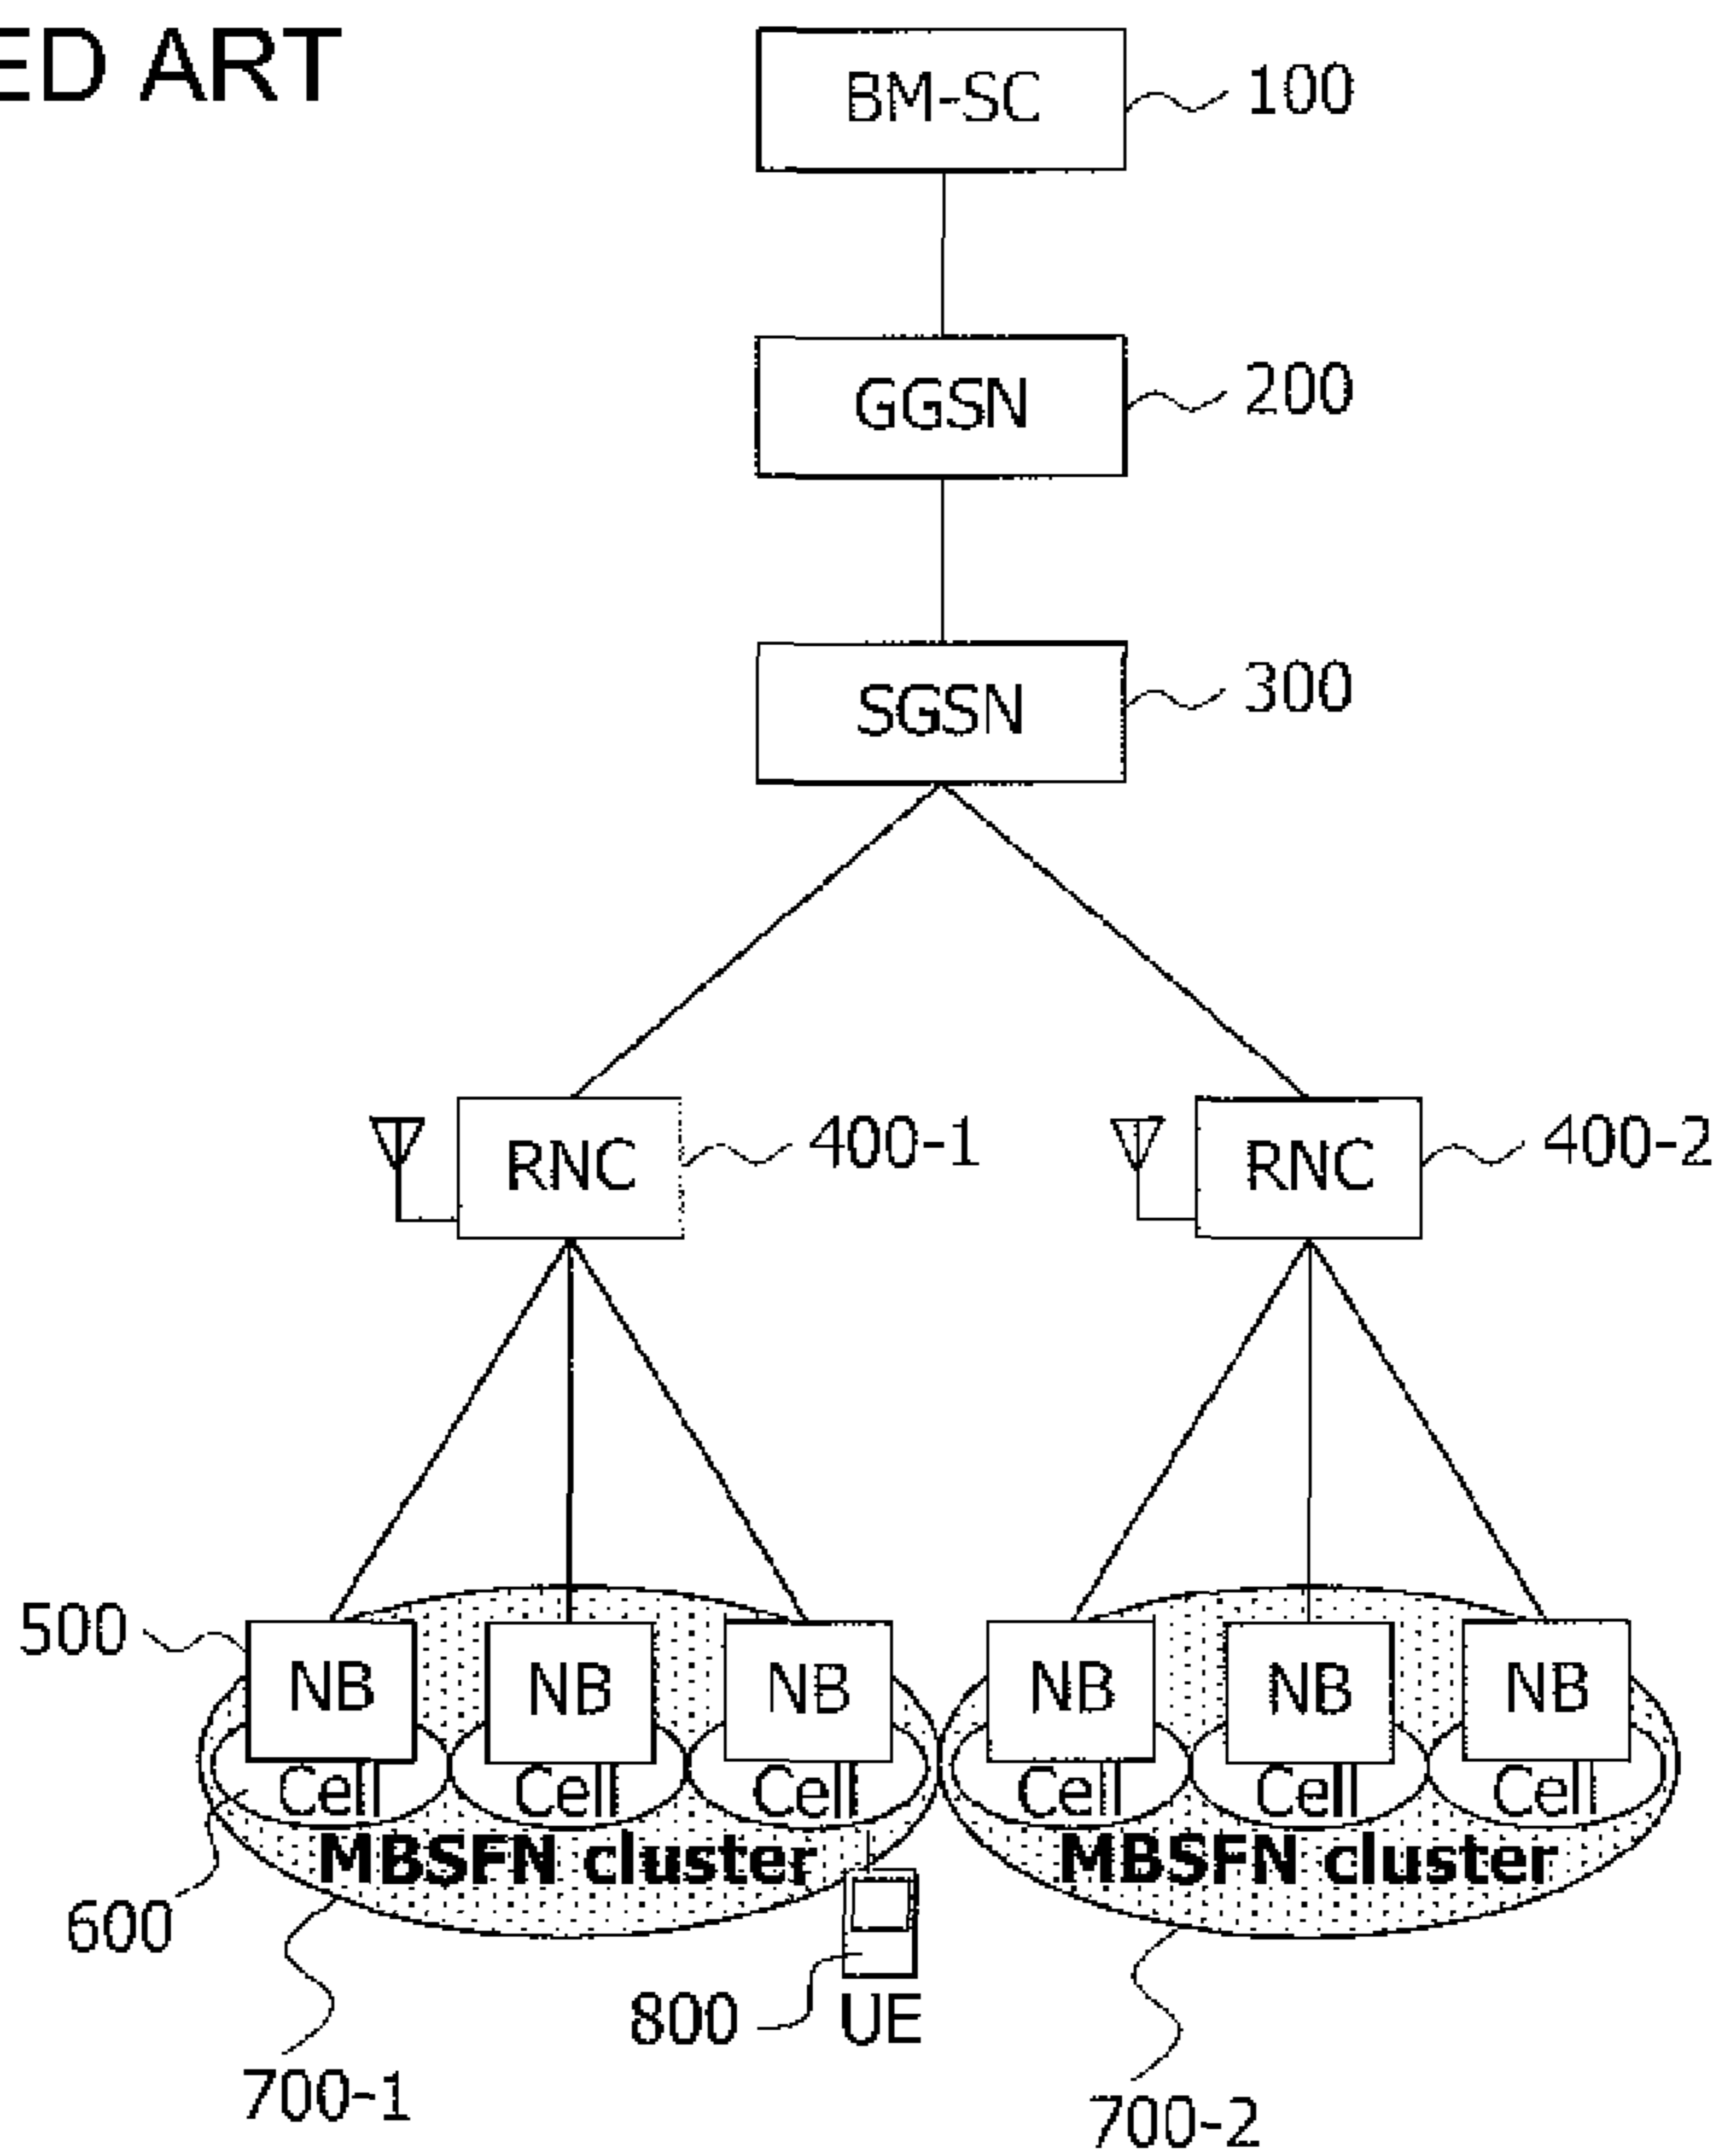 ED ART
BM-SC
100
GGSN
200
SGSN
300
RNC
400-1
RNC
400-2
500
NB
NB
NB
NB
NB
NB
Cell
Cell
Cell
Cell
Cell
Cell
MBSFN cluster
MBSFN cluster
600
800
UE
700-1
700-2